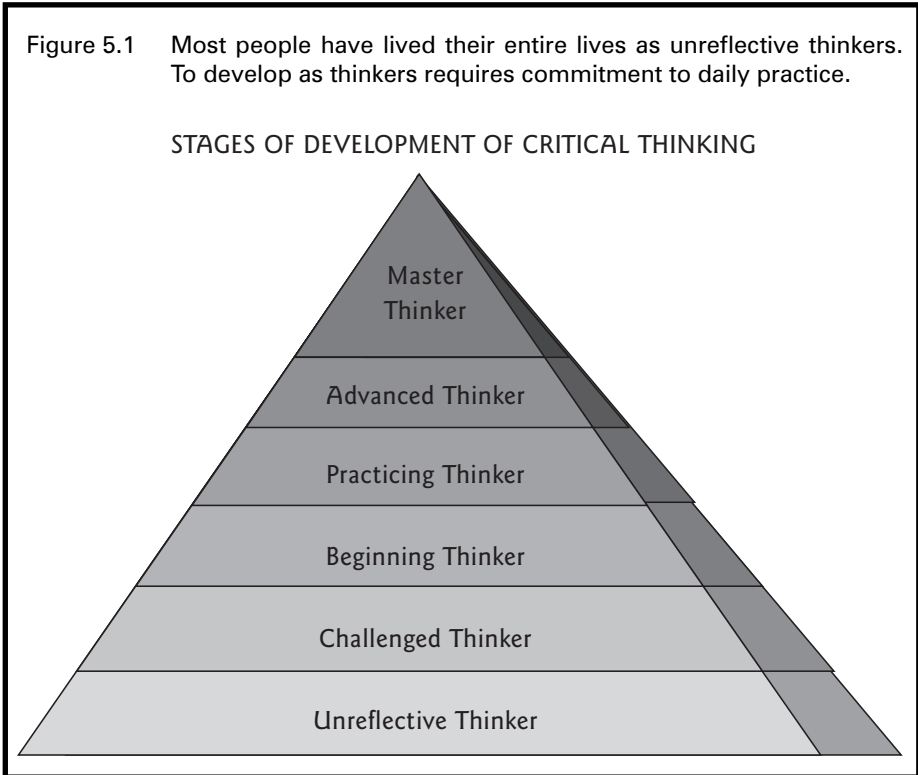 Figure 5.1 Most people have lived their entire lives as unreflective thinkers.
To develop as thinkers requires commitment to daily practice.
STAGES OF DEVELOPMENT OF CRITICAL THINKING
Master
Thinker
Advanced Thinker
Practicing Thinker
Beginning Thinker
Challenged Thinker
Unreflective Thinker